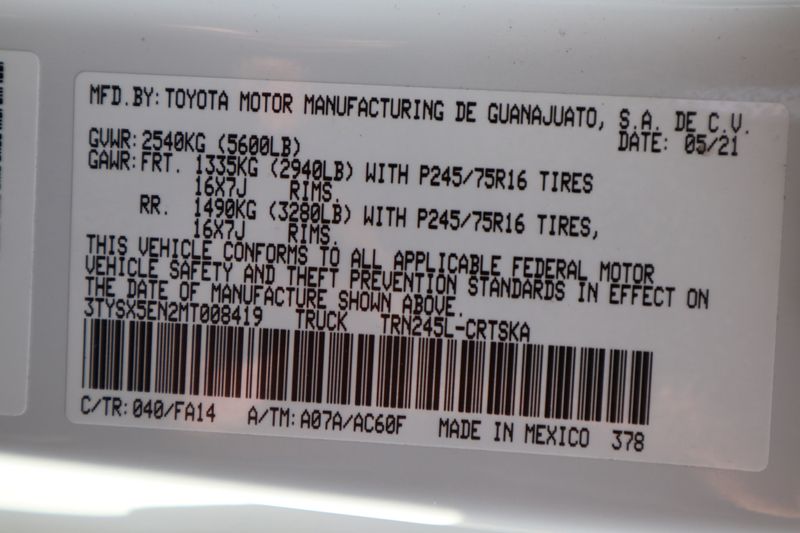 MFD.BY: TOYOTA MOTOR MANUFACTURING DE GUANAJUATO, S.A. DE C.V.
GVWR: 2540KG (5600LB) DATE: 05/21
GAWR: FRT. 1335KG (2940LB) WITH P245/75R16 TIRES
16X7J RIMS.
RR. 1490KG (3280LB) WITH P245/75R16 TIRES,
16X7J RIMS.
THIS VEHICLE CONFORMS TO ALL APPLICABLE FEDERAL MOTOR
VEHICLE SAFETY AND THEFT PREVENTION STANDARDS IN EFFECT ON
THE DATE OF MANUFACTURE SHOWN ABOVE.
3TYSX5EN2MT008419 TRUCK TRN245L-CRTSKA
C/TR: 040/FA14 A/TM: A07A/AC60F MADE IN MEXICO 378